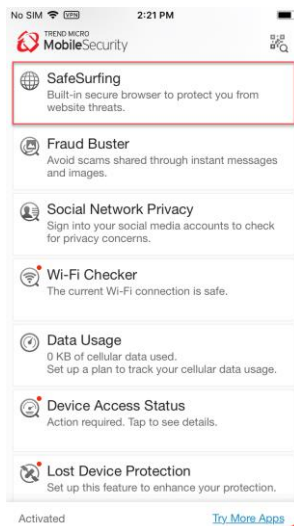 No SIM VPN 2:21 PM
TREND MICRO
MobileSecurity
SafeSurfing
Built-in secure browser to protect you from
website threats.
Fraud Buster
Avoid scams shared through instant messages
and images.
Social Network Privacy
Sign into your social media accounts to check
for privacy concerns.
Wi-Fi Checker
The current Wi-Fi connection is safe.
Data Usage
0 KB of cellular data used.
Set up a plan to track your cellular data usage.
Device Access Status
Action required. Tap to see details.
Lost Device Protection
Set up this feature to enhance your protection.
Activated Try More Apps